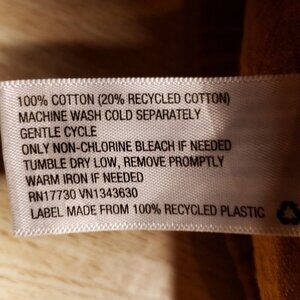 100% COTTON (20% RECYCLED COTTON)
MACHINE WASH COLD SEPARATELY
GENTLE CYCLE
ONLY NON-CHLORINE BLEACH IF NEEDED
TUMBLE DRY LOW, REMOVE PROMPTLY
WARM IRON IF NEEDED
RN17730 VN1343630
LABEL MADE FROM 100% RECYCLED PLASTIC